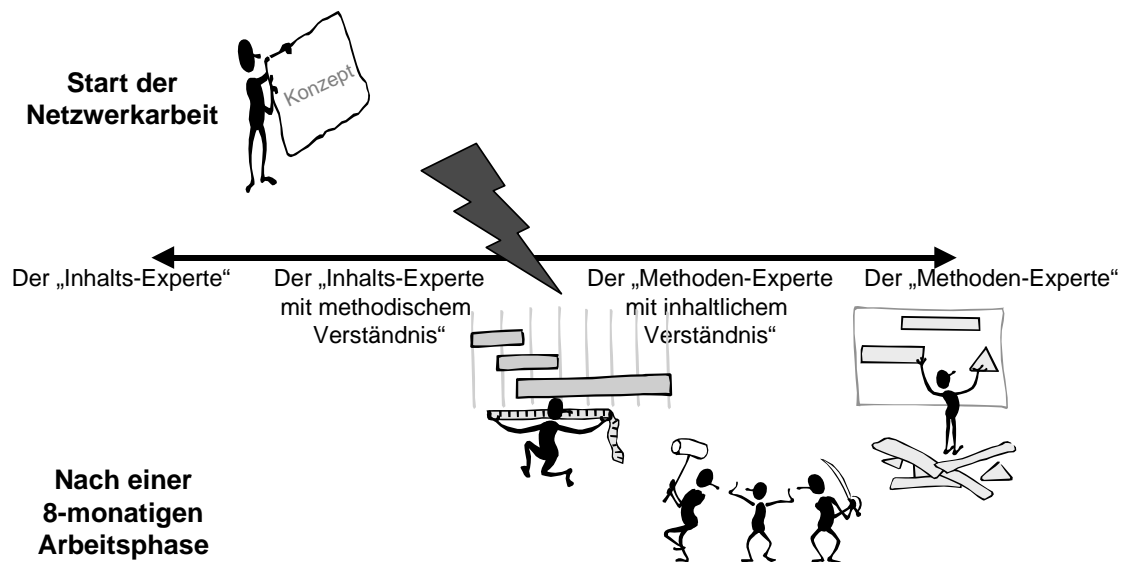 Start der
Netzwerkarbeit
Konzept
Der „Inhalts-Experte“
Der „Inhalts-Experte
mit methodischem
Verständnis“
Der „Methoden-Experte
mit inhaltlichem
Verständnis“
Der „Methoden-Experte“
Nach einer
8-monatigen
Arbeitsphase